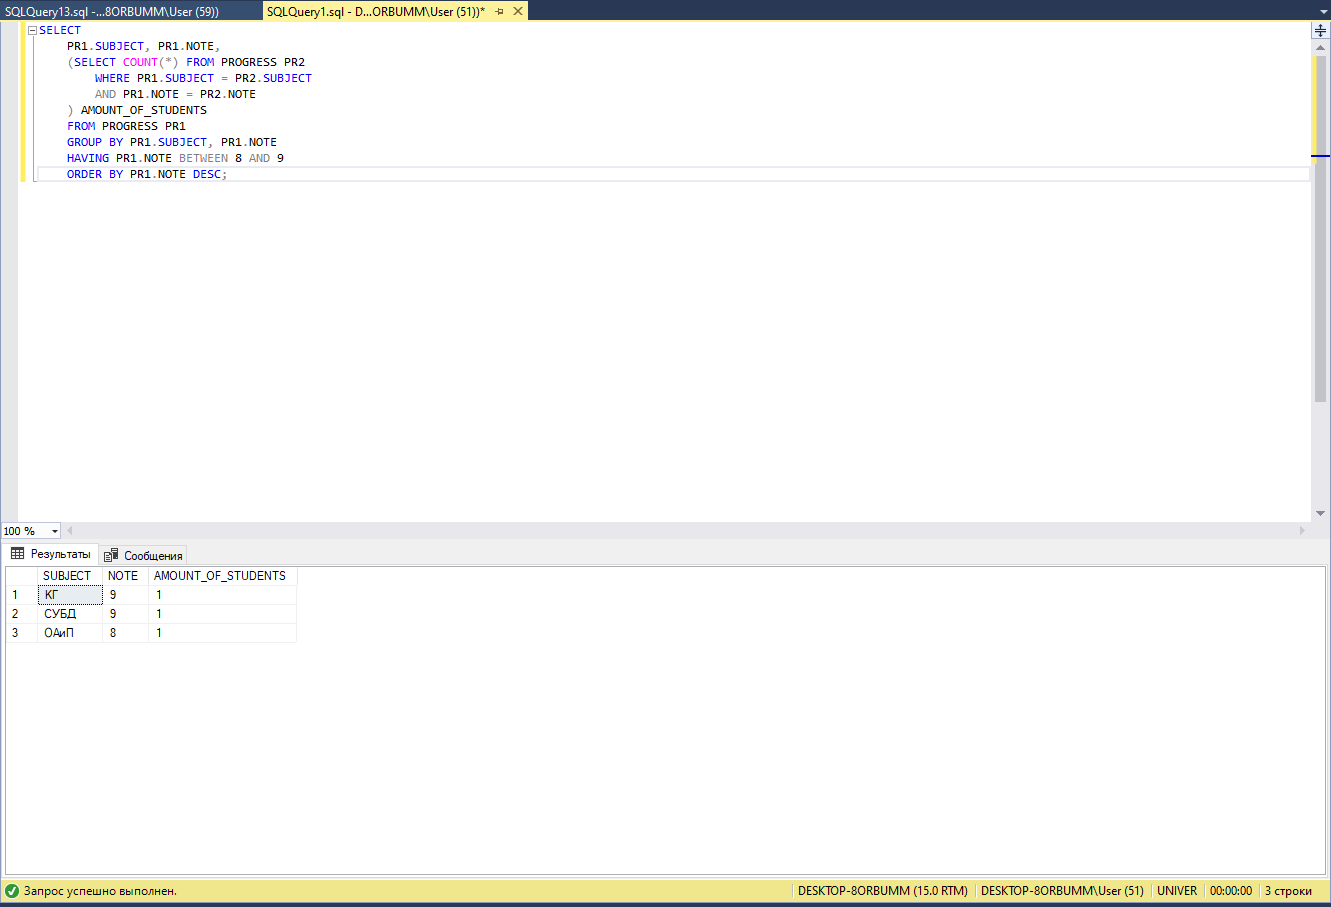 SQLQuery13.sql -...8ORBUMM\User (59))
SQLQuery1.sql - D...ORBUMM\User (51))*
SELECT
PR1.SUBJECT, PR1.NOTE,
(SELECT COUNT(*) FROM PROGRESS PR2
WHERE PR1.SUBJECT = PR2.SUBJECT
AND PR1.NOTE = PR2.NOTE
) AMOUNT_OF_STUDENTS
FROM PROGRESS PR1
GROUP BY PR1.SUBJECT, PR1.NOTE
HAVING PR1.NOTE BETWEEN 8 AND 9
ORDER BY PR1.NOTE DESC;
100 %
Результаты Сообщения
SUBJECT NOTE AMOUNT_OF_STUDENTS
1 КГ 9 1
2 СУБД 9 1
3 ОАиП 8 1
Запрос успешно выполнен. DESKTOP-8ORBUMM (15.0 RTM) DESKTOP-8ORBUMM\User (51) UNIVER 00:00:00 3 строки